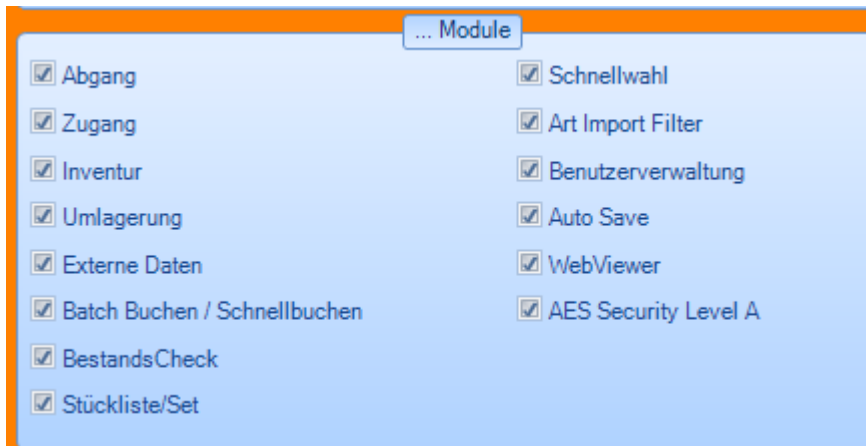 ... Module
Abgang
Zugang
Inventur
Umlagerung
Externe Daten
Batch Buchen / Schnellbuchen
BestandsCheck
Stückliste/Set
Schnellwahl
Art Import Filter
Benutzerverwaltung
Auto Save
WebViewer
AES Security Level A